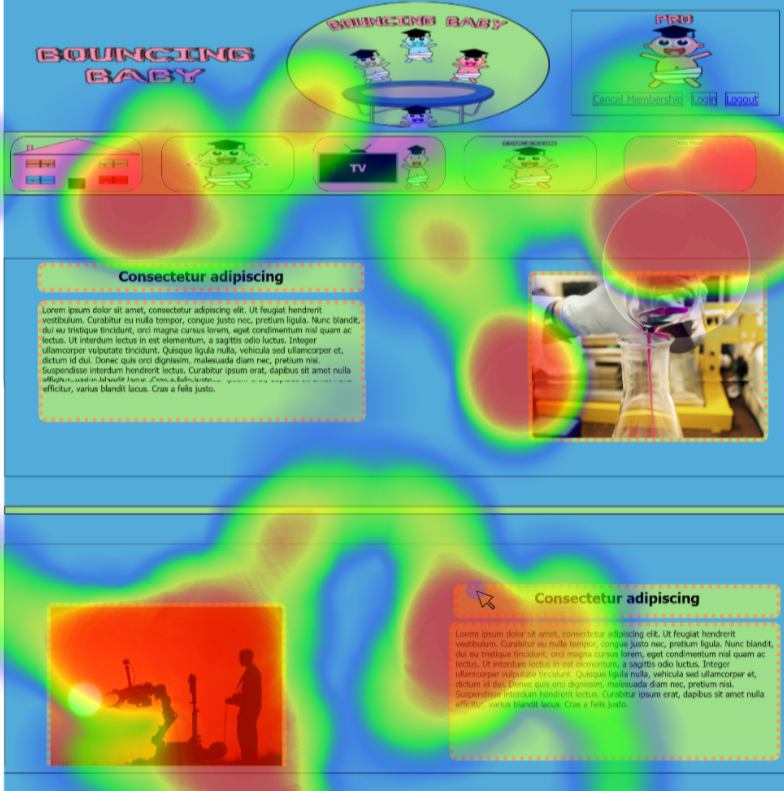 BOUNCING
BABY
BOUNCING BABY
PRO
Cancel Membership Login Logout
TV
EDUCATION
Consectetur adipiscing
Lorem ipsum dolor sit amet, consectetur adipiscing elit. Ut feugiat hendrerit
vestibulum. Curabitur eu nulla tempor, congue justo nec, pretium ligula. Nunc blandit,
dui eu tristique tincidunt, orci magna cursus lorem, eget condimentum nisl quam ac
lectus. Ut interdum lectus in est elementum, a sagittis odio luctus. Integer
ullamcorper vulputate tincidunt. Quisque ligula nulla, vehicula sed ullamcorper et,
dictum id dui. Donec quis orci dignissim, malesuada diam nec, pretium nisi.
Suspendisse interdum hendrerit lectus. Curabitur ipsum erat, dapibus sit amet nulla
efficitur, varius blandit lacus. Cras a felis justo.
efficitur, varius blandit lacus. Cras a felis justo.
Consectetur adipiscing
Lorem ipsum dolor sit amet, consectetur adipiscing elit. Ut feugiat hendrerit
vestibulum. Curabitur eu nulla tempor, congue justo nec, pretium ligula. Nunc blandit,
dui eu tristique tincidunt, orci magna cursus lorem, eget condimentum nisl quam ac
lectus. Ut interdum lectus in est elementum, a sagittis odio luctus. Integer
ullamcorper vulputate tincidunt. Quisque ligula nulla, vehicula sed ullamcorper et,
dictum id dui. Donec quis orci dignissim, malesuada diam nec, pretium nisi.
Suspendisse interdum hendrerit lectus. Curabitur ipsum erat, dapibus sit amet nulla
efficitur, varius blandit lacus. Cras a felis justo.